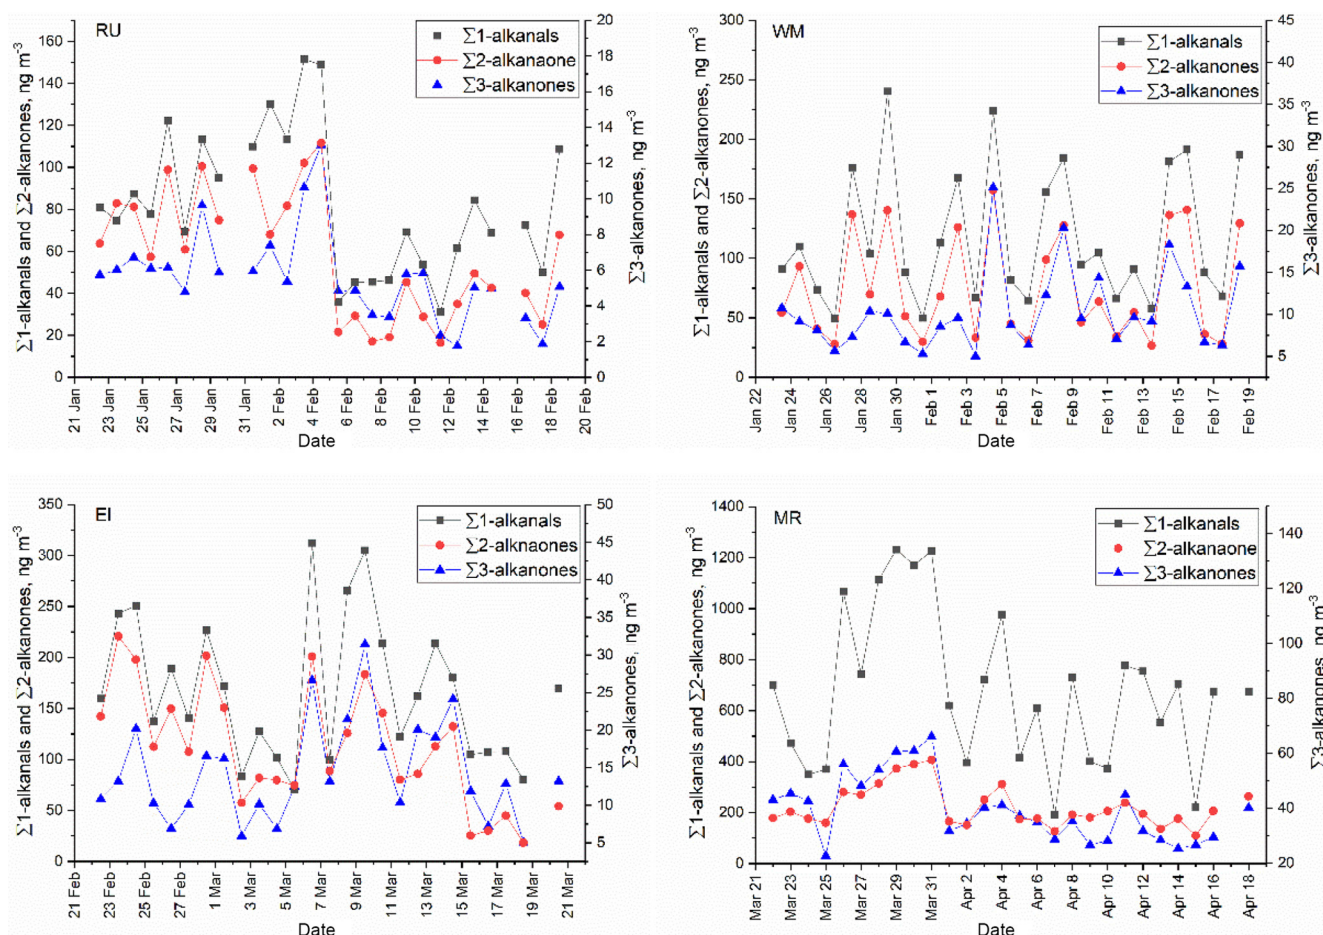 RU
∑1-alkanals
∑2-alkanaone
∑3-alkanones
∑1-alkanals and ∑2-alkanones, ng m-3
0 20 40 60 80 100 120 140 160
∑3-alkanones, ng m-3
0 2 4 6 8 10 12 14 16 18 20
21 Jan 23 Jan 25 Jan 27 Jan 29 Jan 31 Jan 2 Feb 4 Feb 6 Feb 8 Feb 10 Feb 12 Feb 14 Feb 16 Feb 18 Feb 20 Feb
Date
WM
∑1-alkanals
∑2-alkanones
∑3-alkanones
∑1-alkanals and ∑2-alkanones, ng m-3
0 50 100 150 200 250 300
∑3-alkanones, ng m-3
5 10 15 20 25 30 35 40 45
Jan 22 Jan 24 Jan 26 Jan 28 Jan 30 Feb 1 Feb 3 Feb 5 Feb 7 Feb 9 Feb 11 Feb 13 Feb 15 Feb 17 Feb 19
Date
EI
∑1-alkanals
∑2-alknaones
∑3-alkanones
∑1-alkanals and ∑2-alkanones, ng m-3
0 50 100 150 200 250 300 350
∑3-alkanones, ng m-3
5 10 15 20 25 30 35 40 45 50
21 Feb 23 Feb 25 Feb 27 Feb 1 Mar 3 Mar 5 Mar 7 Mar 9 Mar 11 Mar 13 Mar 15 Mar 17 Mar 19 Mar 21 Mar
Date
MR
∑1-alkanals
∑2-alkanaone
∑3-alkanones
∑1-alkanals and ∑2-alkanones, ng m-3
0 200 400 600 800 1000 1200 1400
∑3-alkanones, ng m-3
20 40 60 80 100 120 140
Mar 21 Mar 23 Mar 25 Mar 27 Mar 29 Mar 31 Apr 2 Apr 4 Apr 6 Apr 8 Apr 10 Apr 12 Apr 14 Apr 16 Apr 18
Date